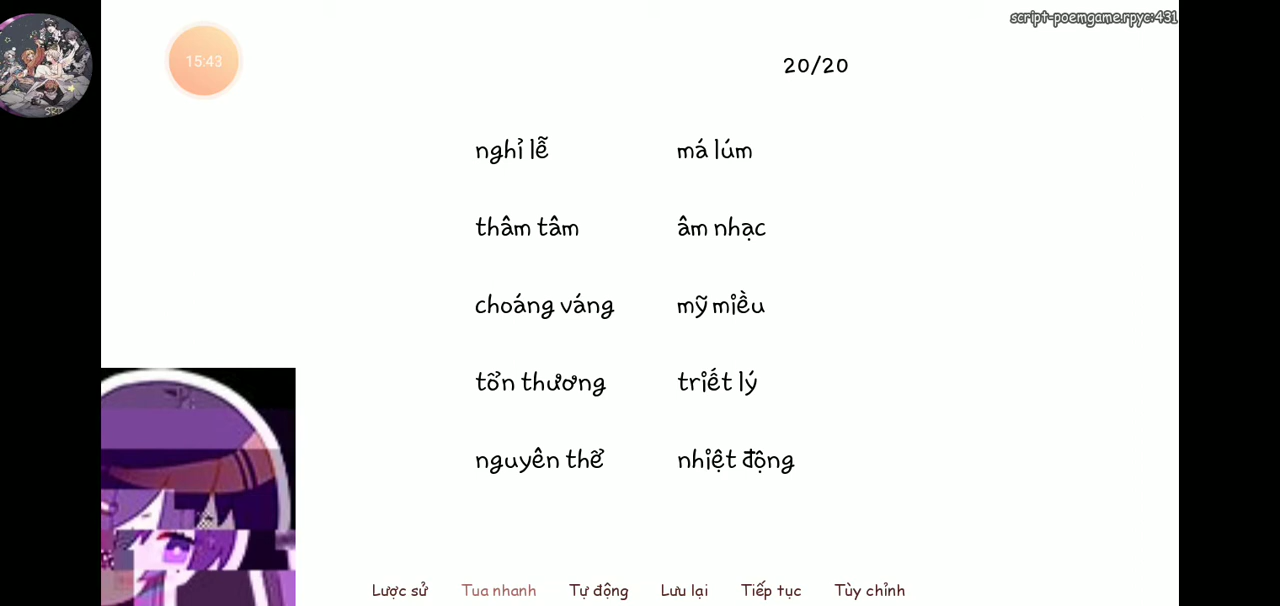 script-poemgame.rpyc:431
15:43
20/20
nghỉ lễ má lúm
thâm tâm âm nhạc
choáng váng mỹ miều
tổn thương triết lý
nguyên thể nhiệt động
Lược sử Tua nhanh Tự động Lưu lại Tiếp tục Tùy chỉnh